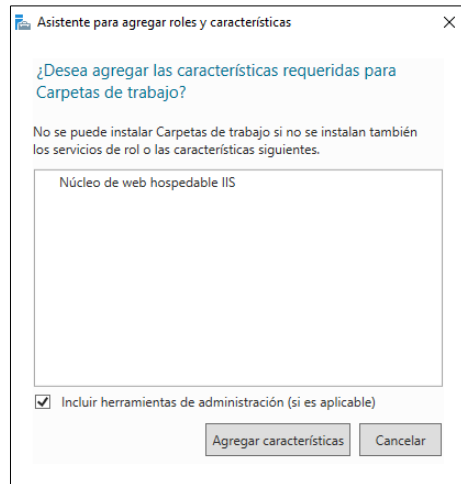 Asistente para agregar roles y características
¿Desea agregar las características requeridas para
Carpetas de trabajo?
No se puede instalar Carpetas de trabajo si no se instalan también
los servicios de rol o las características siguientes.
Núcleo de web hospedable IIS
Incluir herramientas de administración (si es aplicable)
Agregar características Cancelar